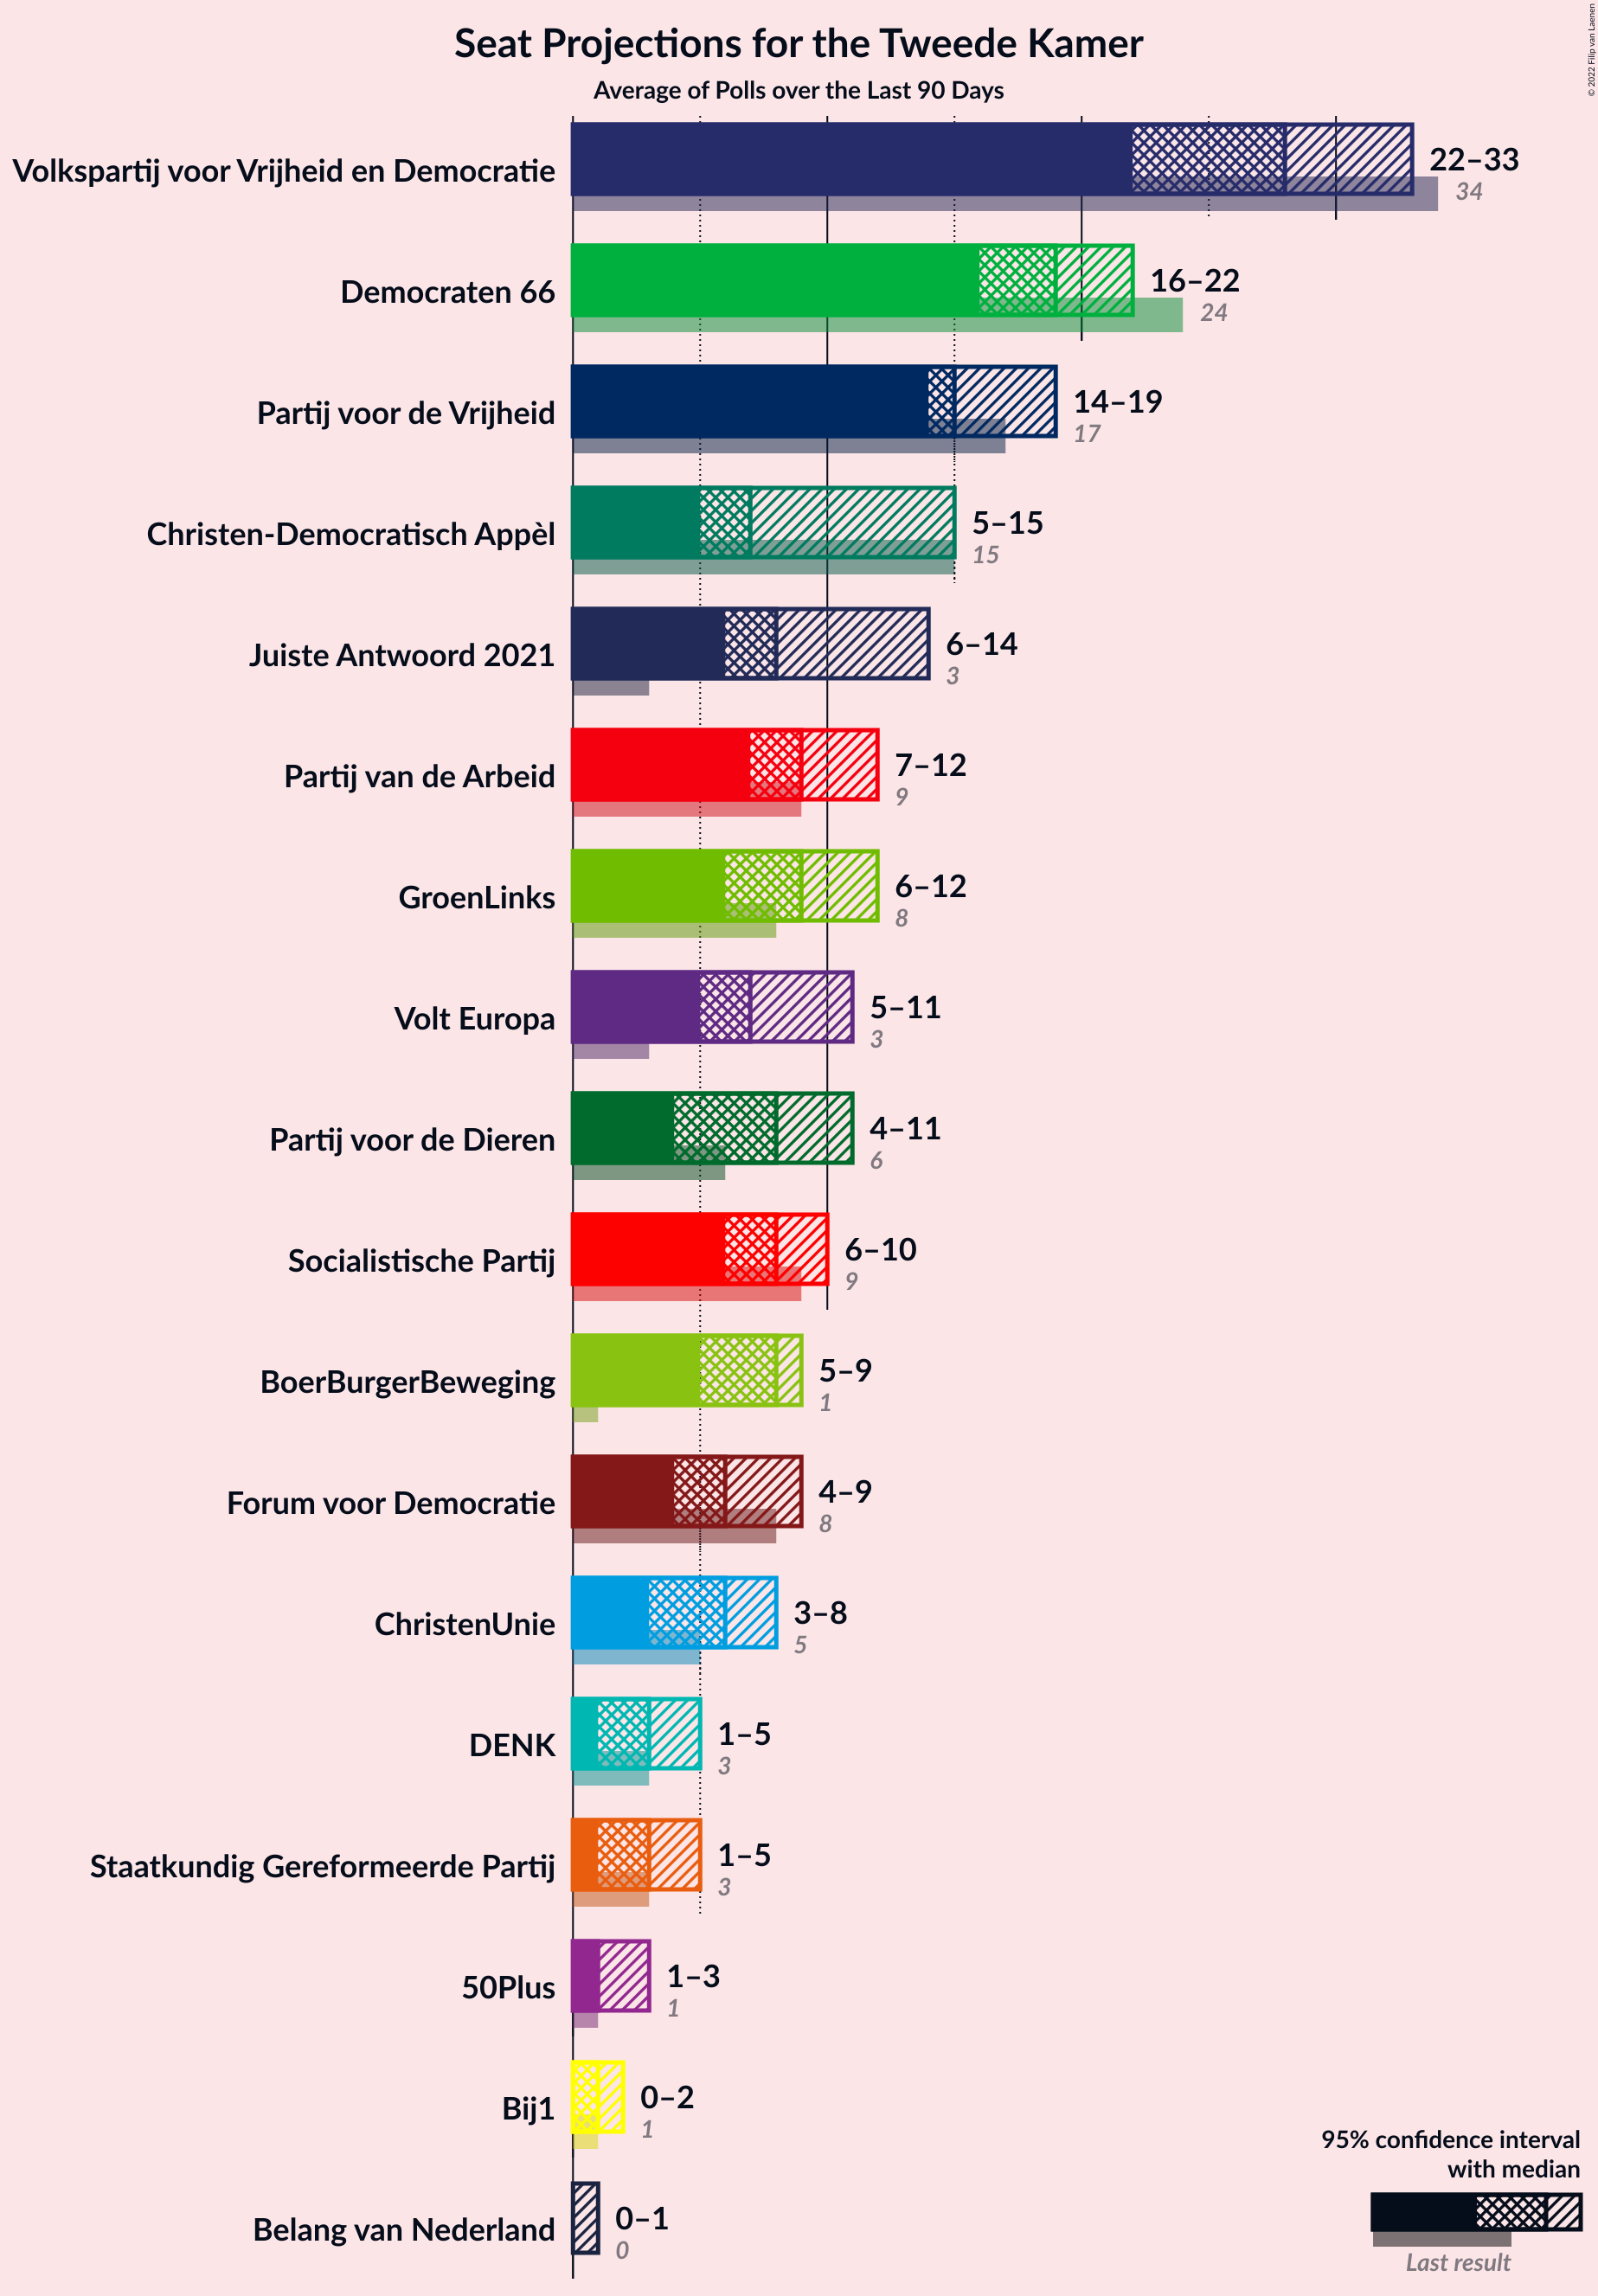 Seat Projections for the Tweede Kamer
Average of Polls over the Last 90 Days
© 2022 Filip van Laenen
Volkspartij voor Vrijheid en Democratie
22–33
34
Democraten 66
16–22
24
Partij voor de Vrijheid
14–19
17
Christen-Democratisch Appèl
5–15
15
Juiste Antwoord 2021
6–14
3
Partij van de Arbeid
7–12
9
GroenLinks
6–12
8
Volt Europa
5–11
3
Partij voor de Dieren
4–11
6
Socialistische Partij
6–10
9
BoerBurgerBeweging
5–9
1
Forum voor Democratie
4–9
8
ChristenUnie
3–8
5
DENK
1–5
3
Staatkundig Gereformeerde Partij
1–5
3
50Plus
1–3
1
Bij1
0–2
1
Belang van Nederland
0–1
0
95% confidence interval
with median
Last result